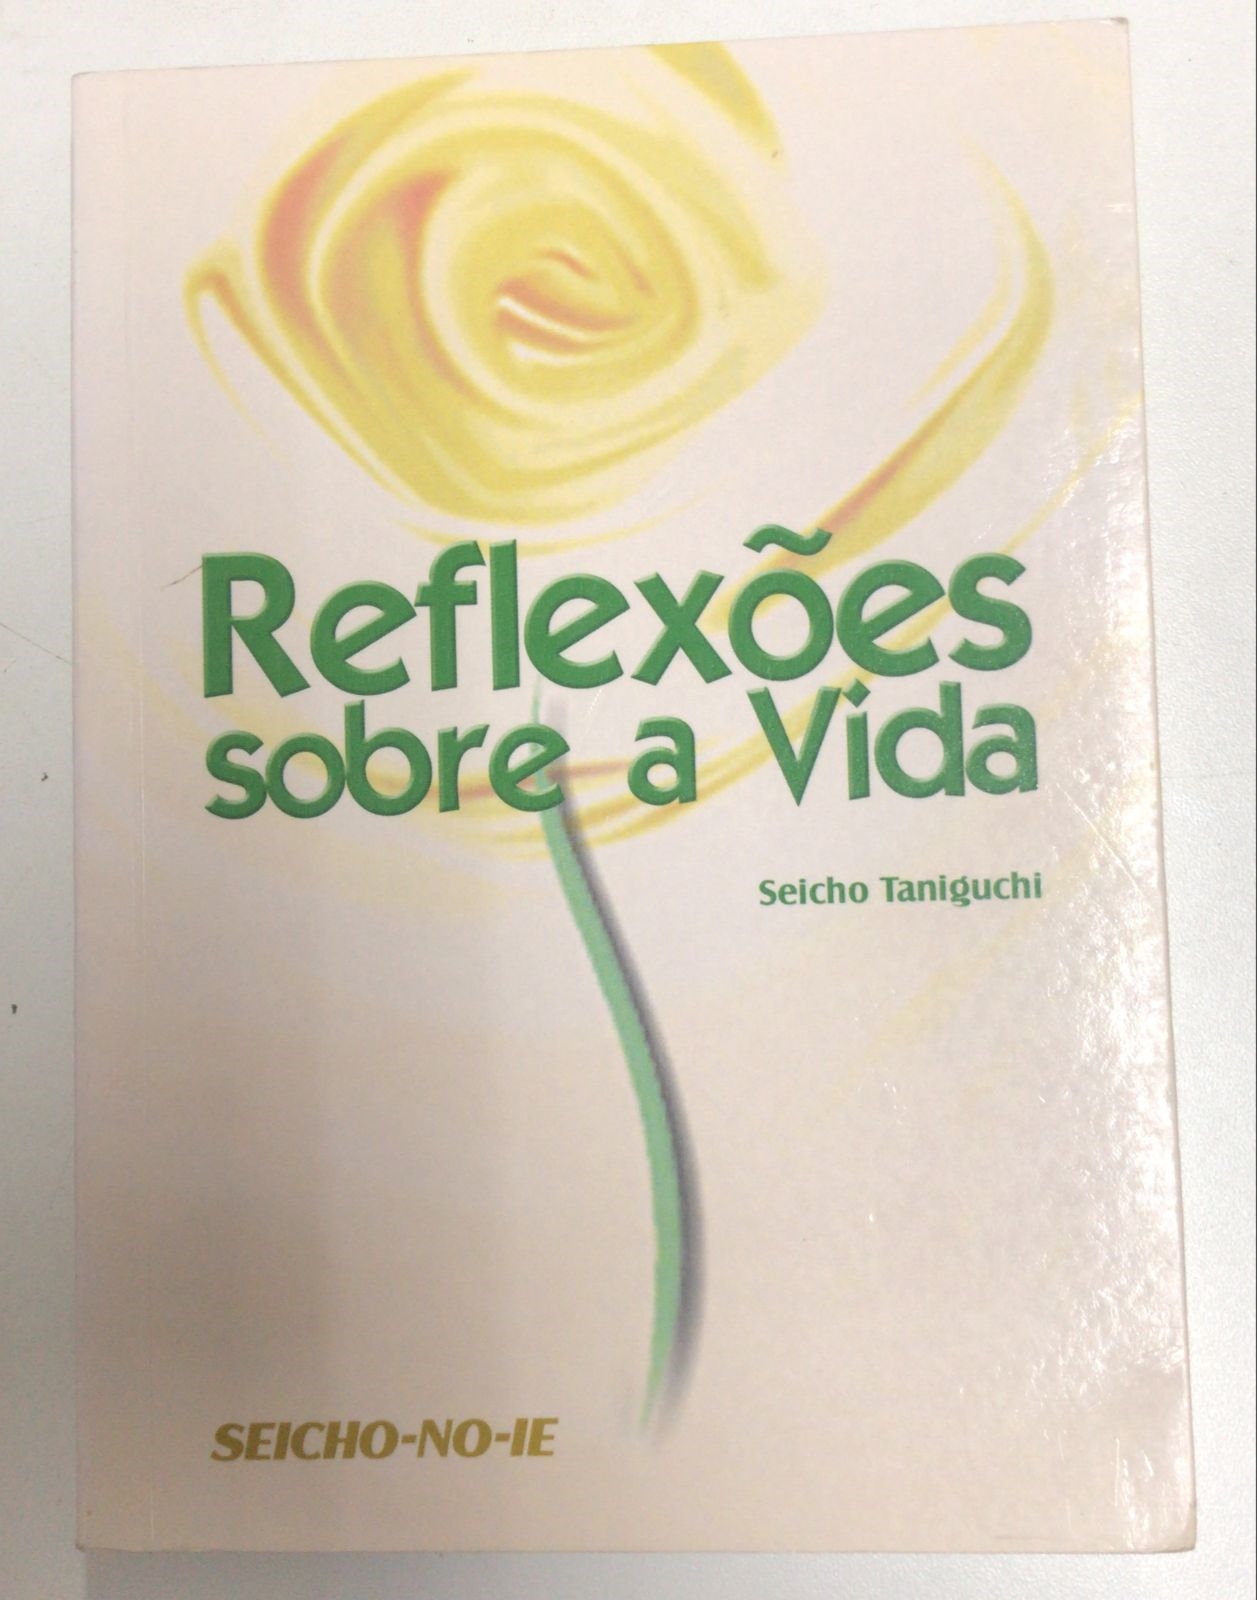 Reflexões
sobre a Vida
Seicho Taniguchi
SEICHO-NO-IE